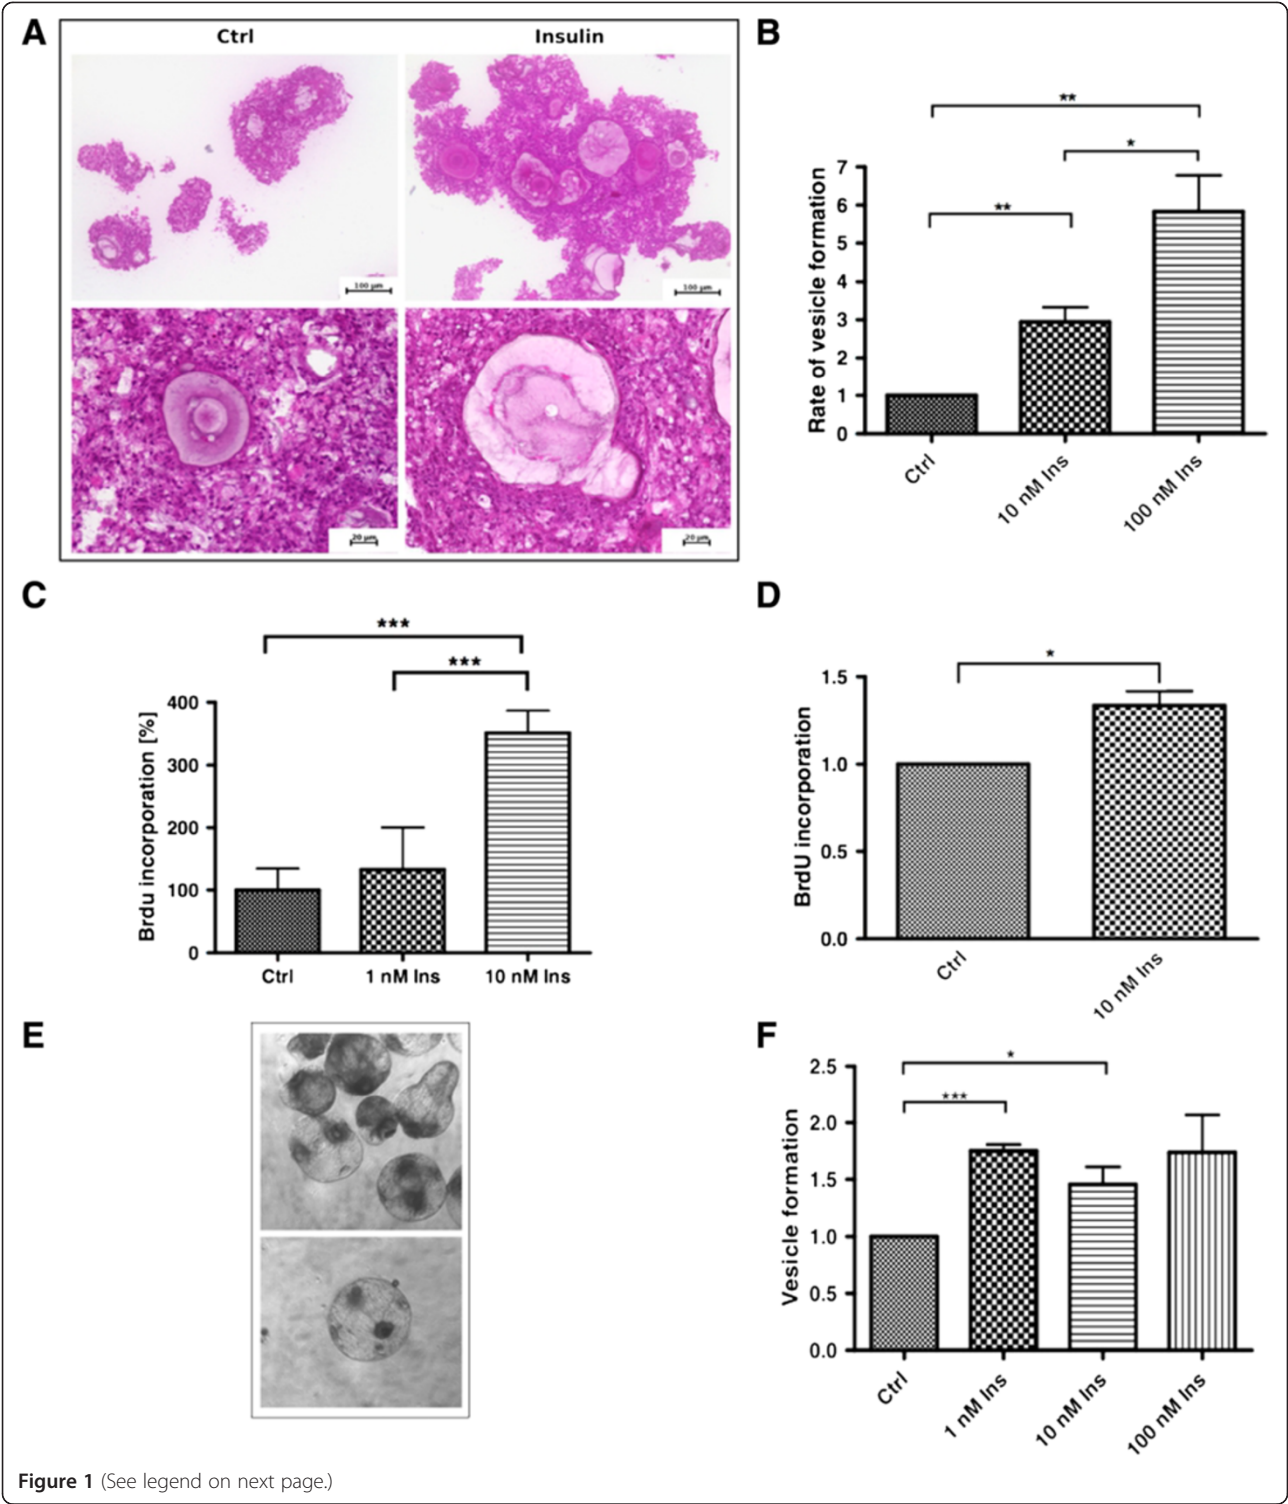 A
Ctrl
Insulin
100 µm
100 µm
20 µm
20 µm
B
**
*
**
Rate of vesicle formation
7
6
5
4
3
2
1
0
Ctrl
10 nM Ins
100 nM Ins
C
***
***
Brdu incorporation [%]
400
300
200
100
0
Ctrl
1 nM Ins
10 nM Ins
D
*
BrdU incorporation
1.5
1.0
0.5
0.0
Ctrl
10 nM Ins
E
F
*
***
Vesicle formation
2.5
2.0
1.5
1.0
0.5
0.0
Ctrl
1 nM Ins
10 nM Ins
100 nM Ins
Figure 1 (See legend on next page.)